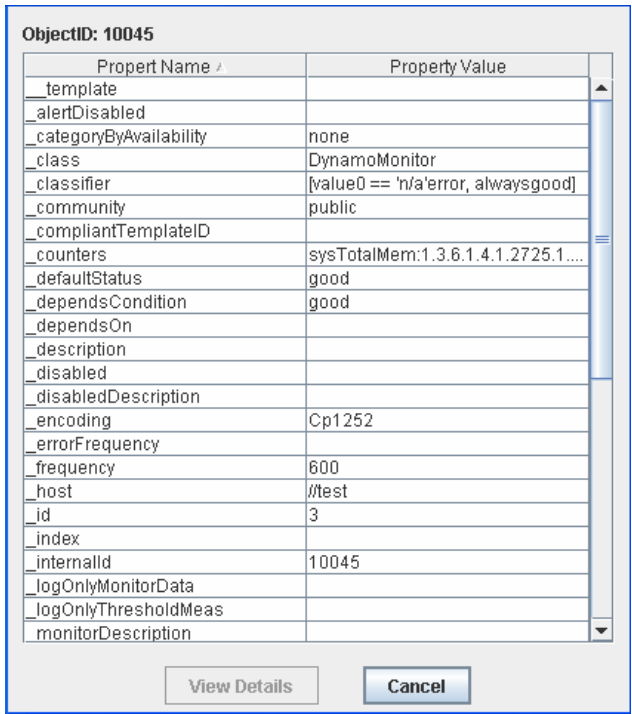 ObjectID: 10045
Propert Name Property Value
__template
_alertDisabled
_categoryByAvailability none
_class DynamoMonitor
_classifier [value0 == 'n/a'error, alwaysgood]
_community public
_compliantTemplateID
_counters sysTotalMem:1.3.6.1.4.1.2725.1....
_defaultStatus good
_dependsCondition good
_dependsOn
_description
_disabled
_disabledDescription
_encoding Cp1252
_errorFrequency
_frequency 600
_host //test
_id 3
_index
_internalId 10045
_logOnlyMonitorData
_logOnlyThresholdMeas
_monitorDescription
View Details Cancel